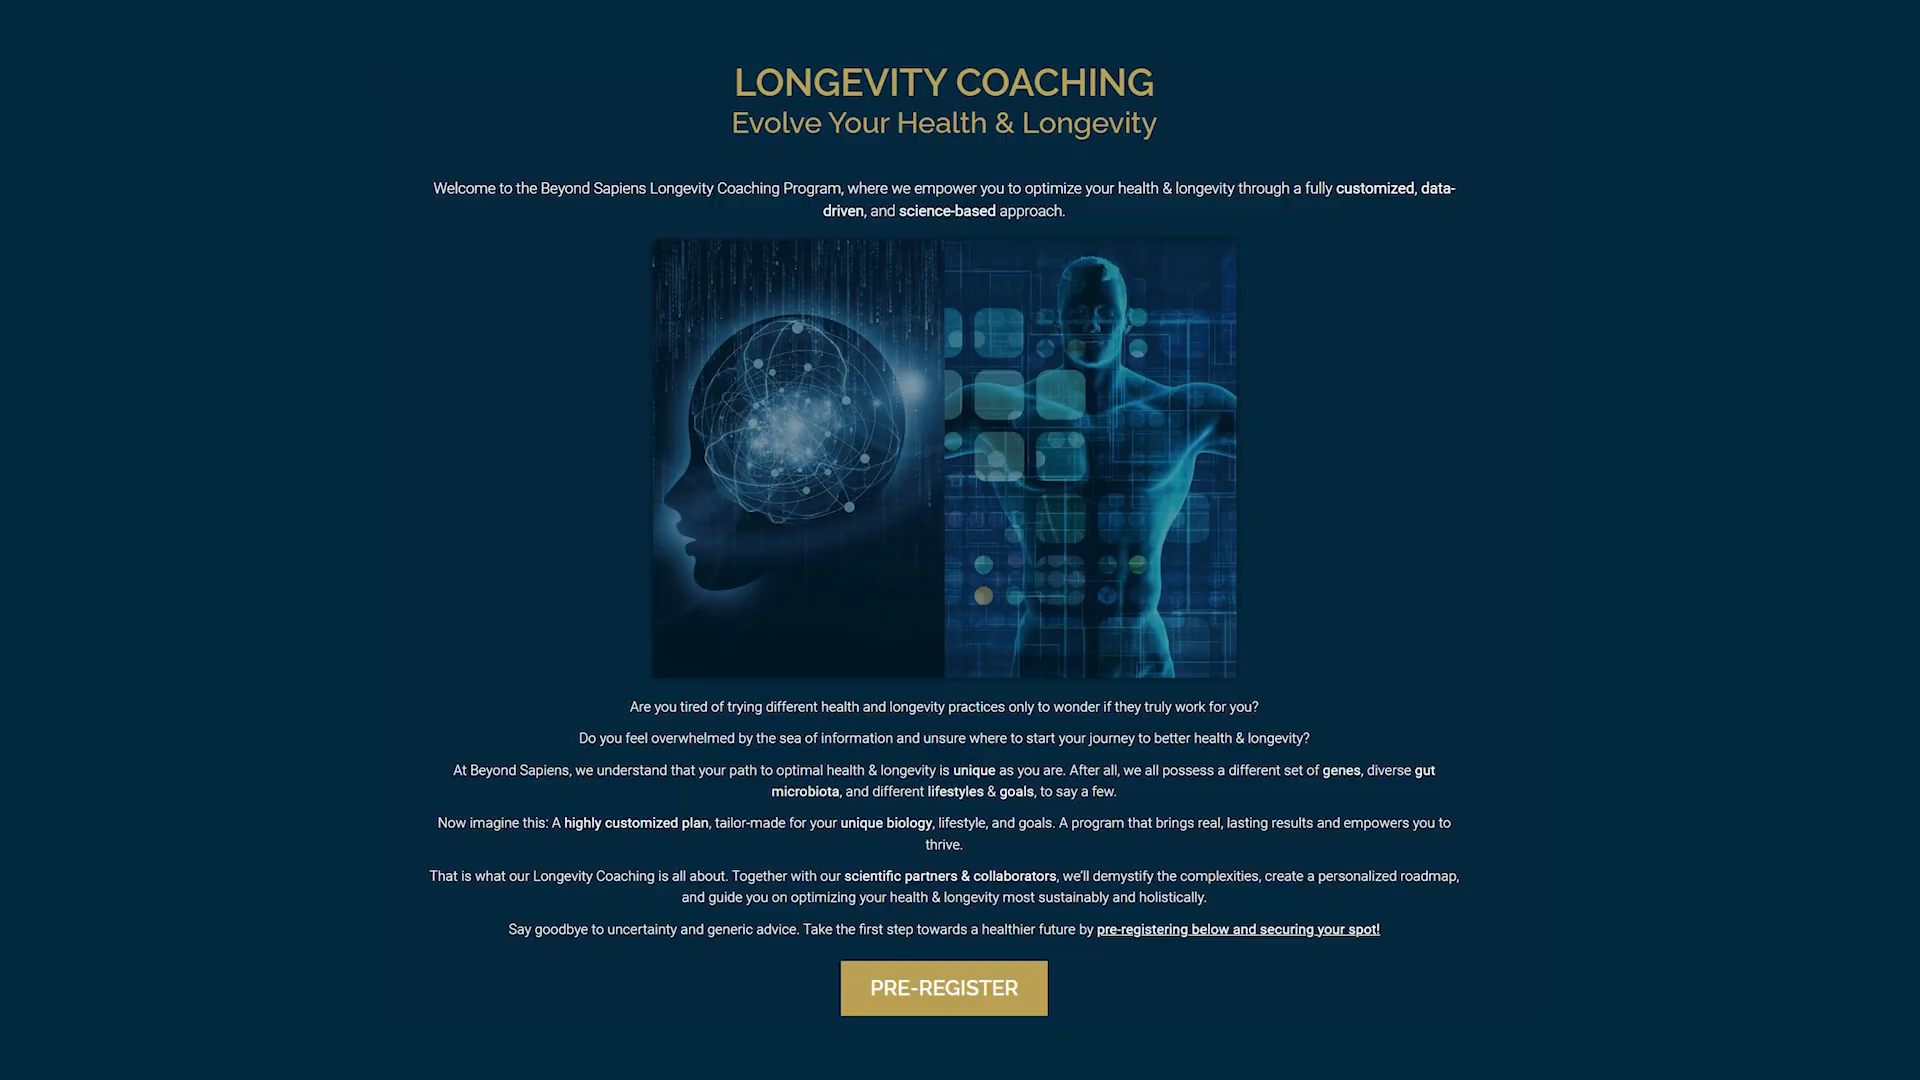 LONGEVITY COACHING
Evolve Your Health & Longevity
Welcome to the Beyond Sapiens Longevity Coaching Program, where we empower you to optimize your health & longevity through a fully customized, data-
driven, and science-based approach.
Are you tired of trying different health and longevity practices only to wonder if they truly work for you?
Do you feel overwhelmed by the sea of information and unsure where to start your journey to better health & longevity?
At Beyond Sapiens, we understand that your path to optimal health & longevity is unique as you are. After all, we all possess a different set of genes, diverse gut
microbiota, and different lifestyles & goals, to say a few.
Now imagine this: A highly customized plan, tailor-made for your unique biology, lifestyle, and goals. A program that brings real, lasting results and empowers you to
thrive.
That is what our Longevity Coaching is all about. Together with our scientific partners & collaborators, we’ll demystify the complexities, create a personalized roadmap,
and guide you on optimizing your health & longevity most sustainably and holistically.
Say goodbye to uncertainty and generic advice. Take the first step towards a healthier future by pre-registering below and securing your spot!
PRE-REGISTER